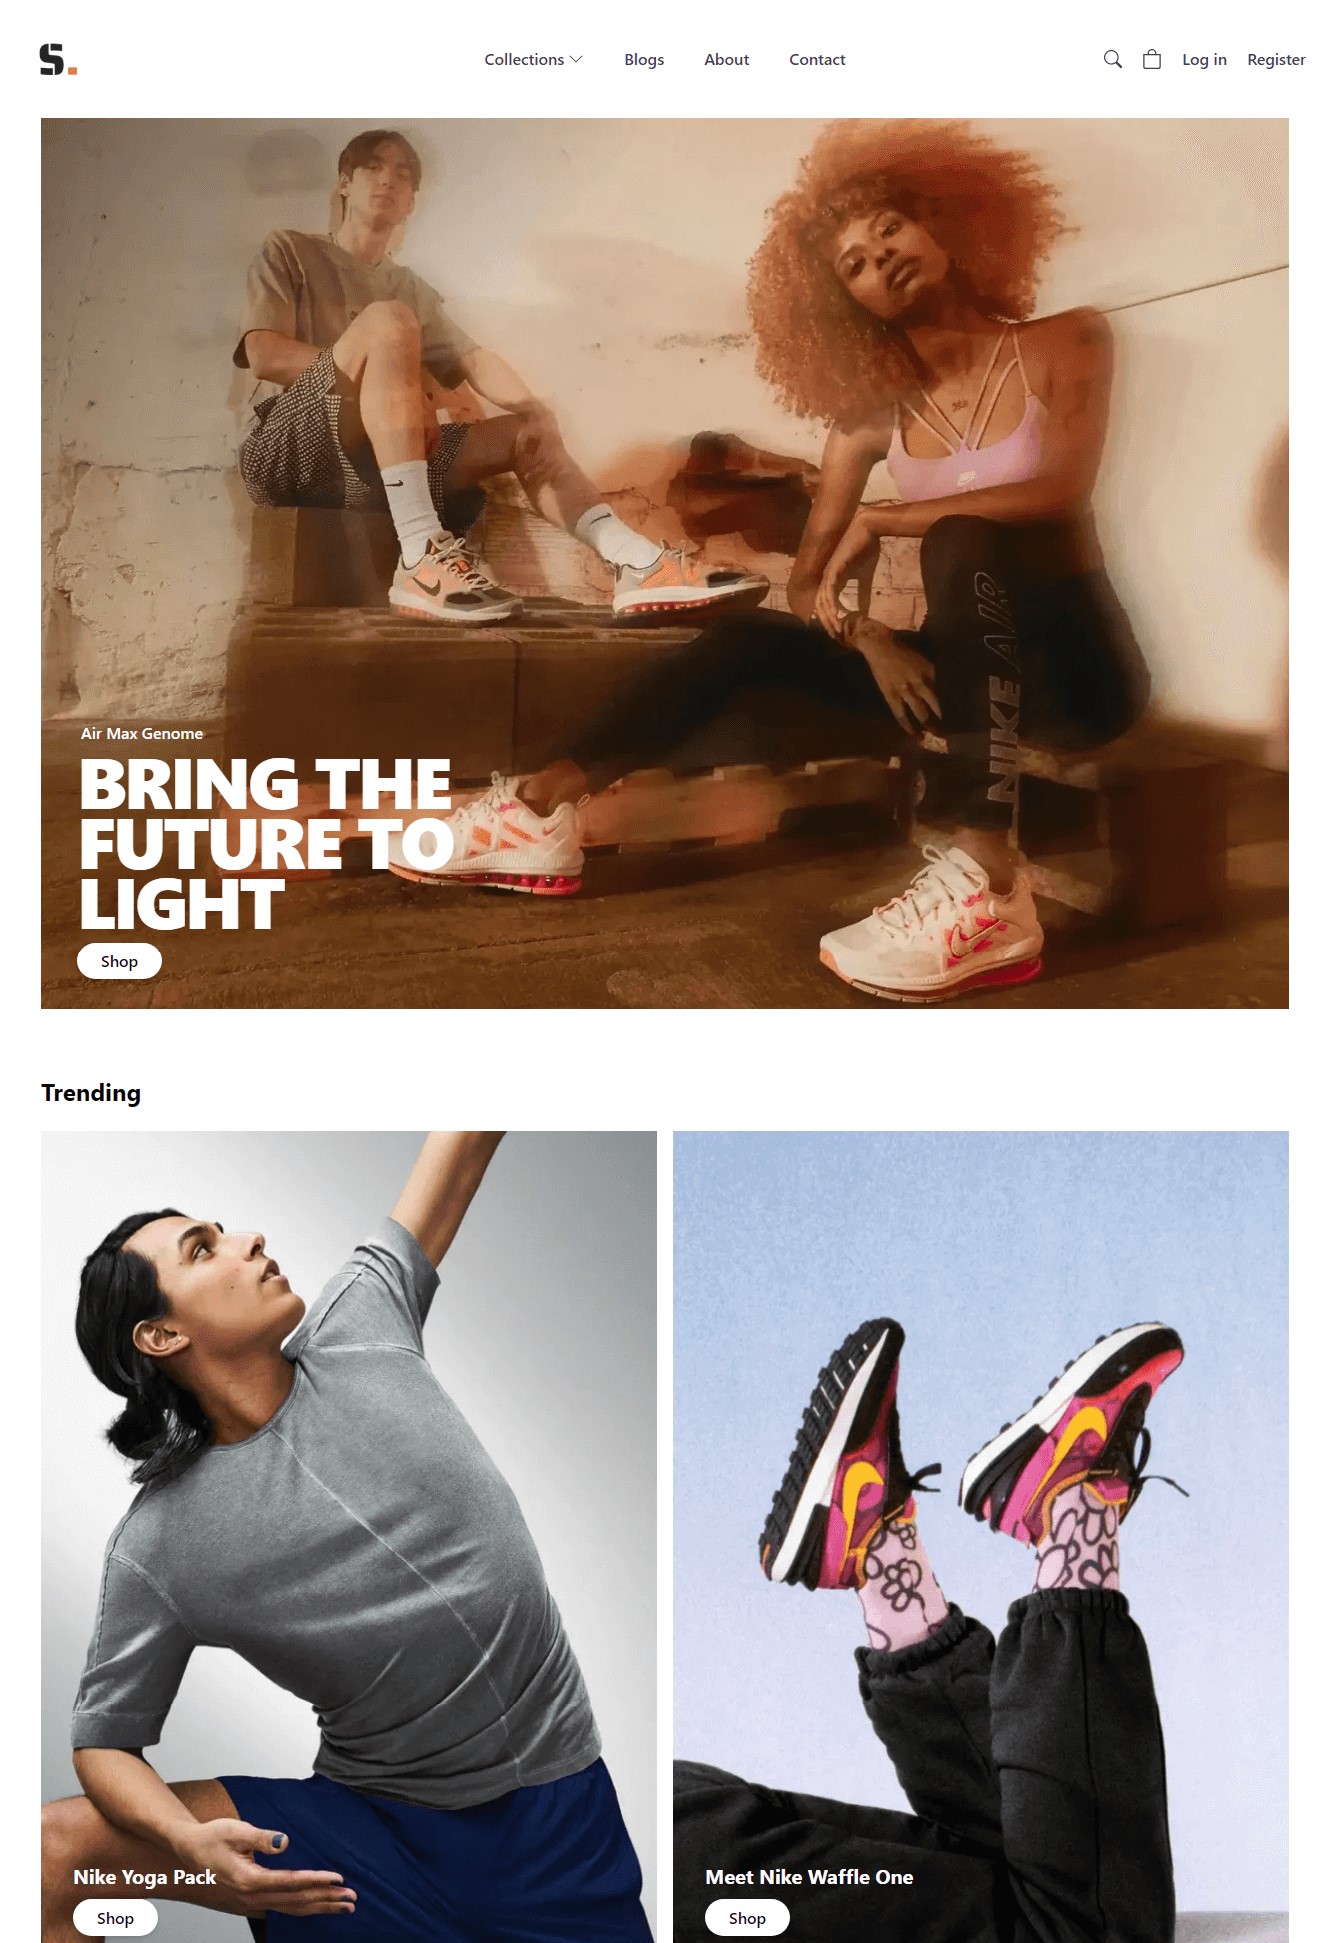 S.
Collections
Blogs
About
Contact
Log in
Register
NIKE AIR
Air Max Genome
BRING THE
FUTURE TO
LIGHT
Shop
Trending
Nike Yoga Pack
Shop
Meet Nike Waffle One
Shop